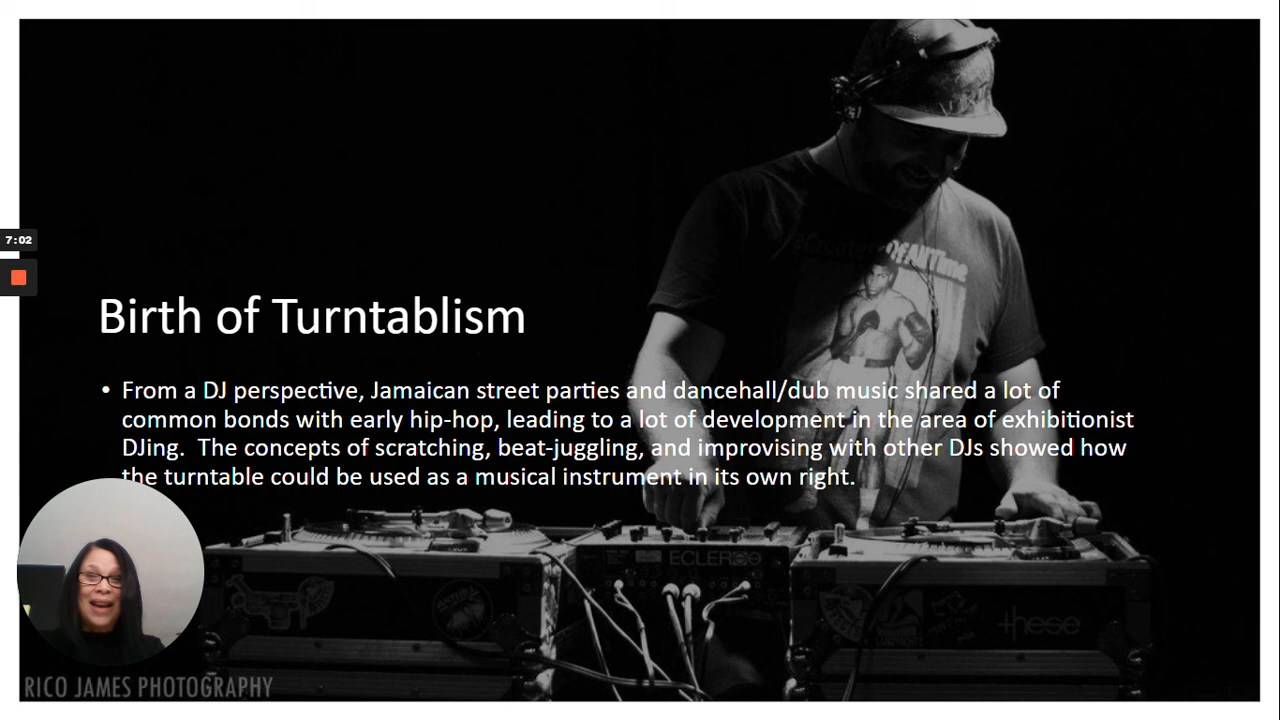 7:02
Birth of Turntablism
• From a DJ perspective, Jamaican street parties and dancehall/dub music shared a lot of
common bonds with early hip-hop, leading to a lot of development in the area of exhibitionist
DJing.  The concepts of scratching, beat-juggling, and improvising with other DJs showed how
the turntable could be used as a musical instrument in its own right.
OfAllTime
ECLER
these
RICO JAMES PHOTOGRAPHY